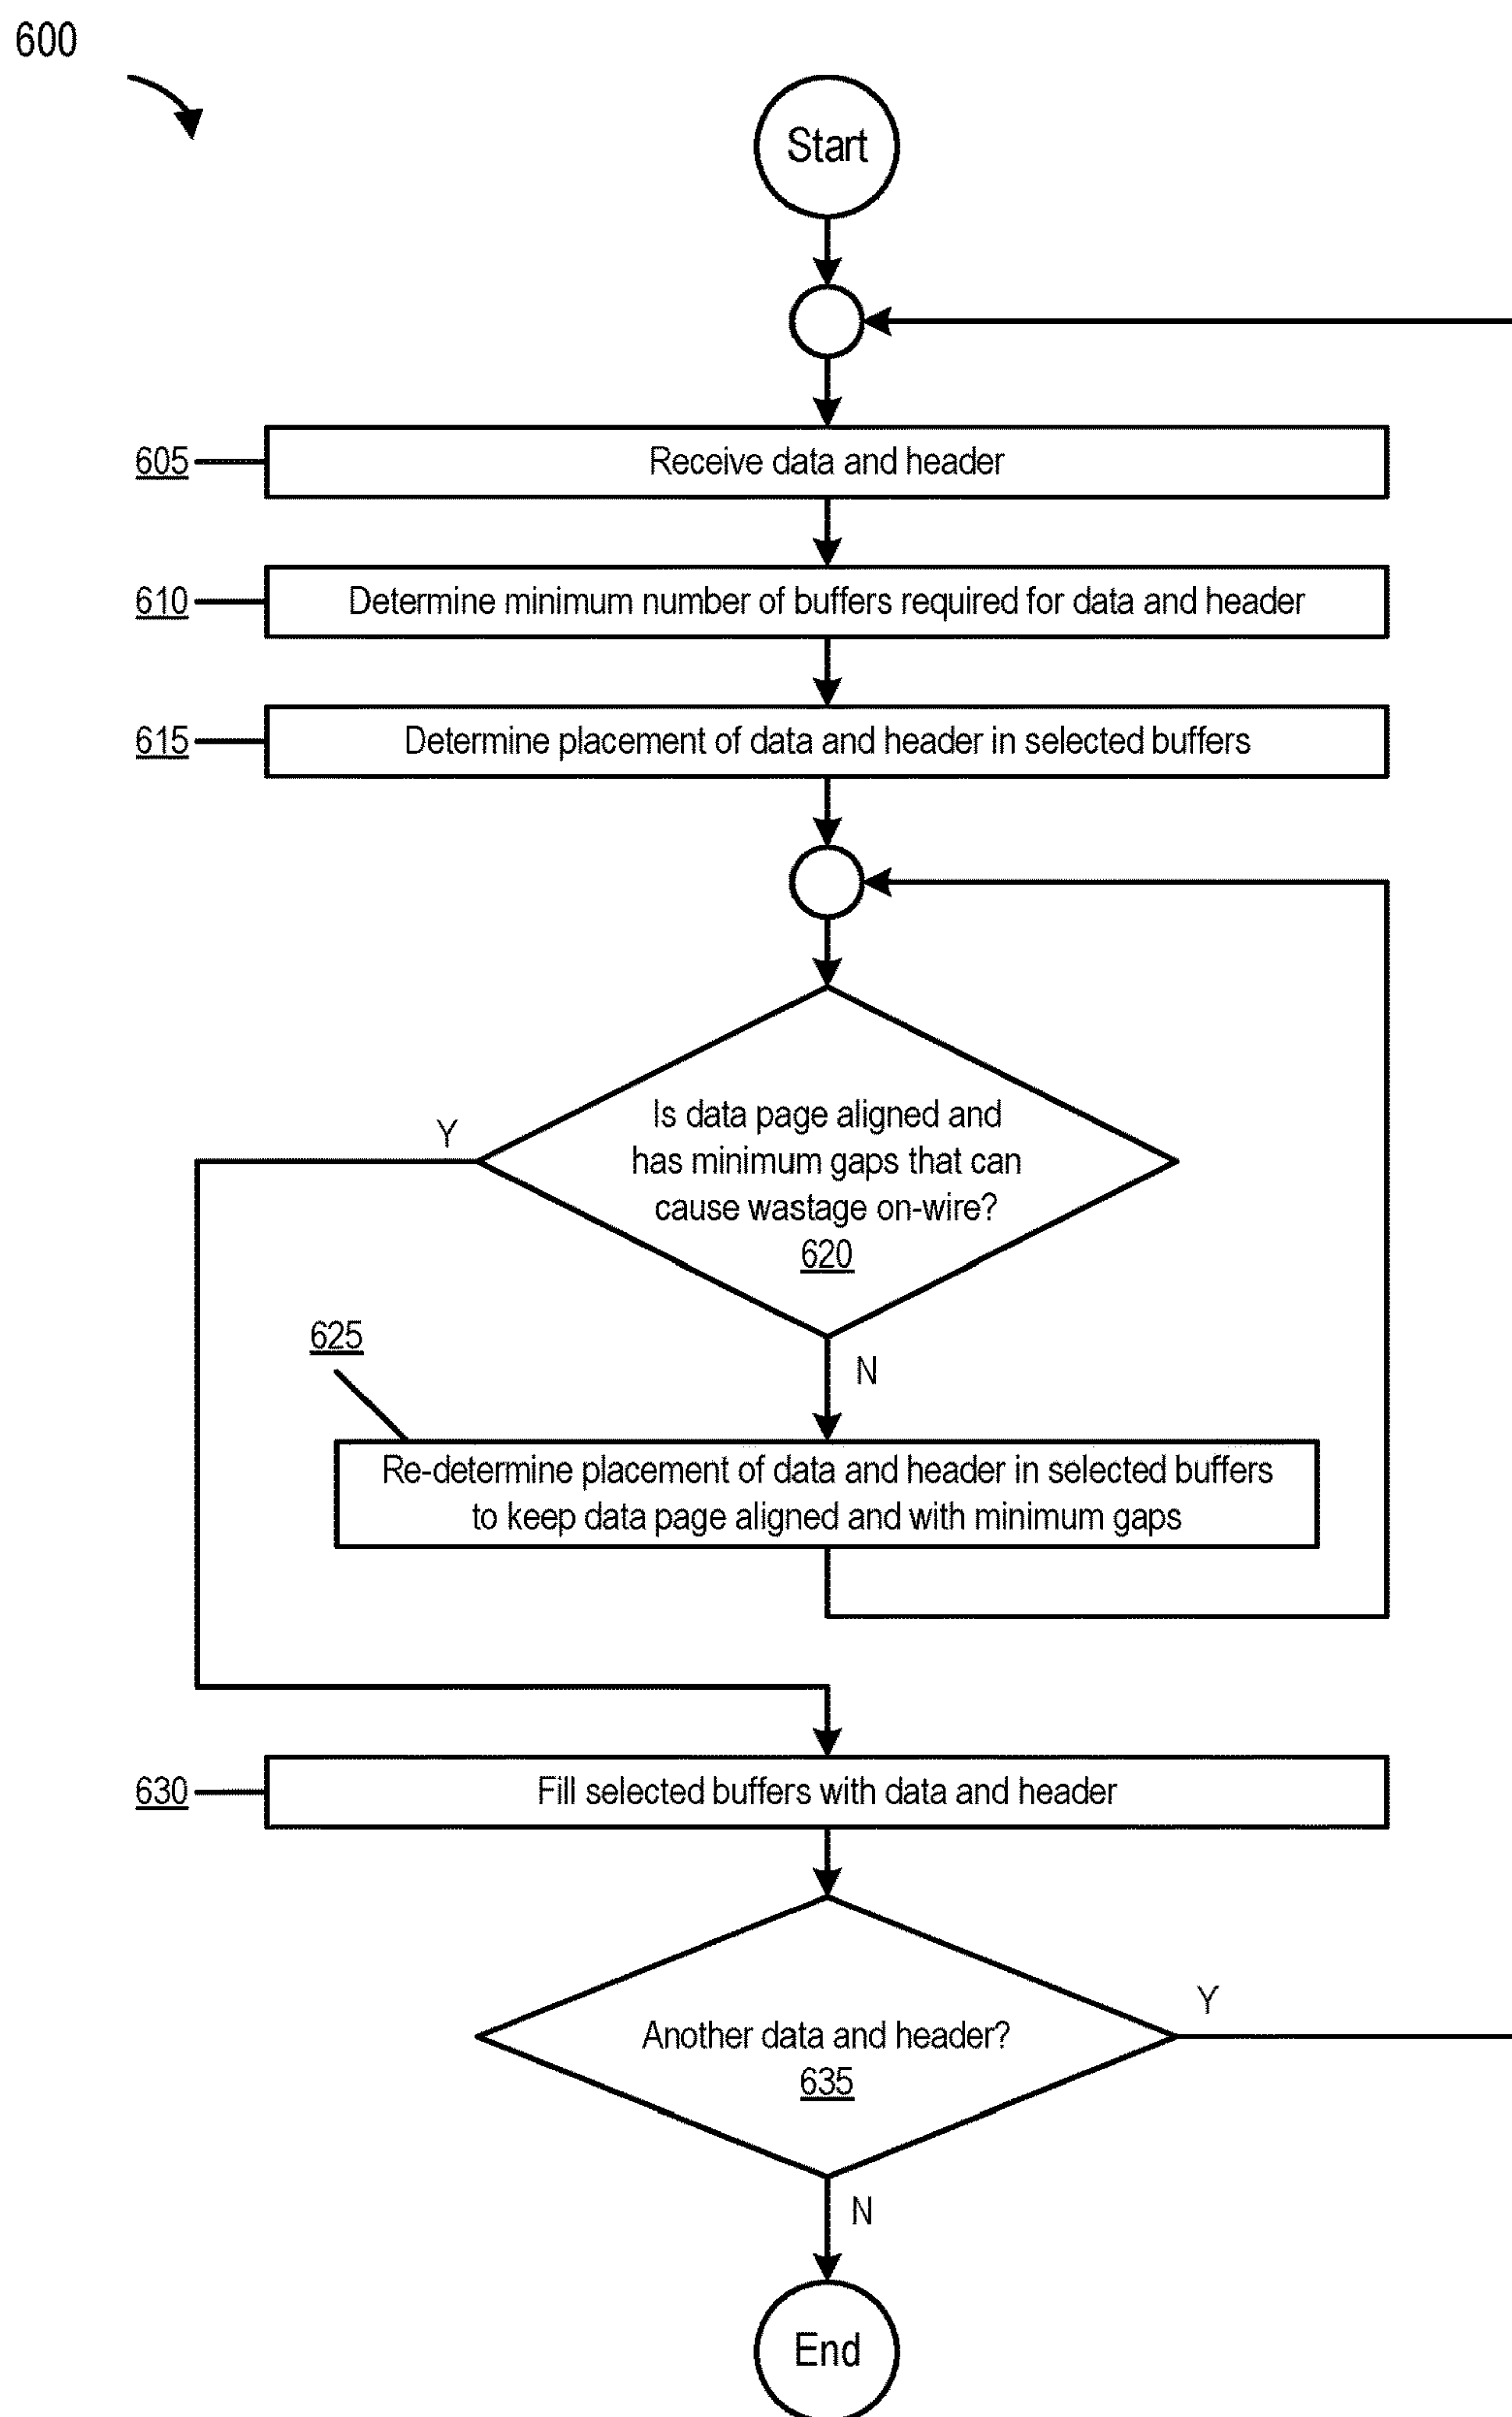 600
Start
605
Receive data and header
610
Determine minimum number of buffers required for data and header
615
Determine placement of data and header in selected buffers
Y
Is data page aligned and
has minimum gaps that can
cause wastage on-wire?
620
625
N
Re-determine placement of data and header in selected buffers
to keep data page aligned and with minimum gaps
630
Fill selected buffers with data and header
Y
Another data and header?
635
N
End